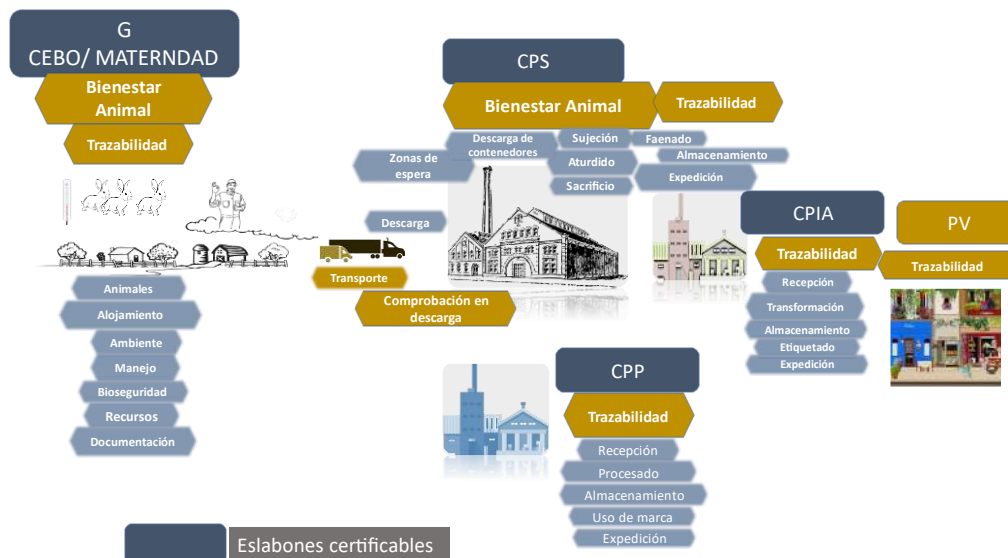 G
CEBO/ MATERNDAD
Bienestar
Animal
Trazabilidad
Animales
Alojamiento
Ambiente
Manejo
Bioseguridad
Recursos
Documentación
Transporte
Comprobación en
descarga
CPS
Bienestar Animal
Trazabilidad
Zonas de
espera
Descarga
Descarga de
contenedores
Sujeción
Aturdido
Sacrificio
Faenado
Almacenamiento
Expedición
CPIA
Trazabilidad
Recepción
Transformación
Almacenamiento
Etiquetado
Expedición
PV
Trazabilidad
CPP
Trazabilidad
Recepción
Procesado
Almacenamiento
Uso de marca
Expedición
Eslabones certificables